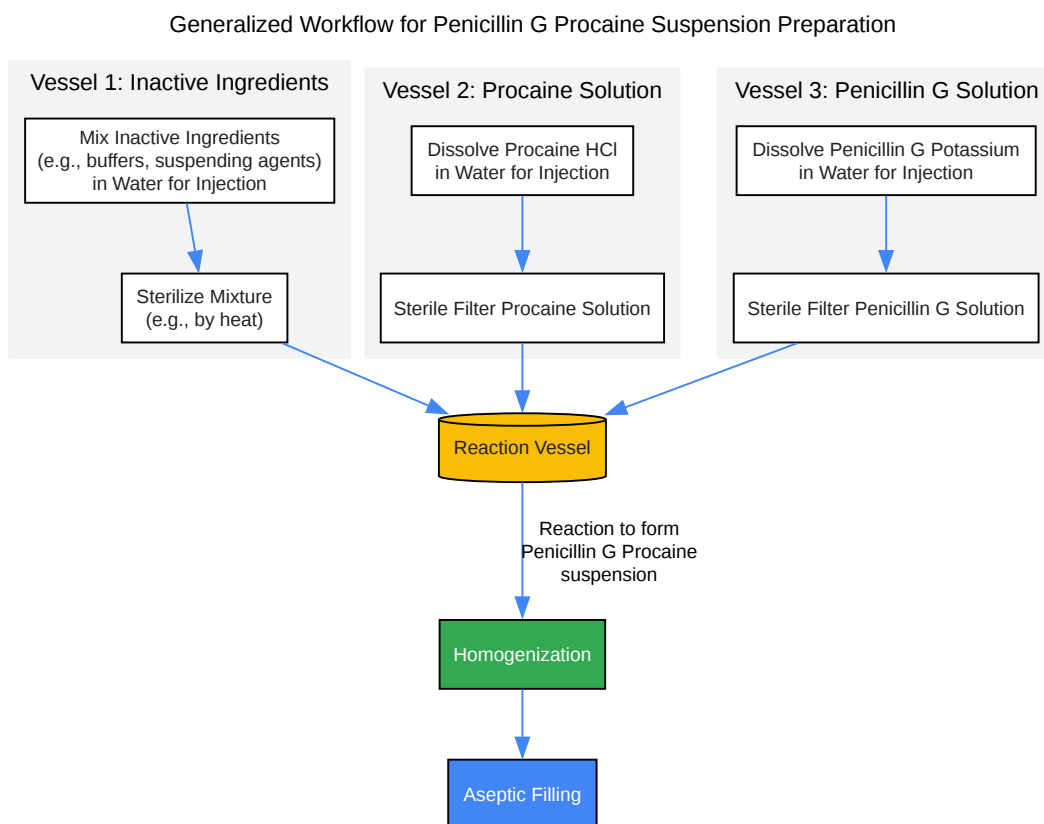 Generalized Workflow for Penicillin G Procaine Suspension Preparation
Vessel 1: Inactive Ingredients
Mix Inactive Ingredients
(e.g., buffers, suspending agents)
in Water for Injection
Sterilize Mixture
(e.g., by heat)
Vessel 2: Procaine Solution
Dissolve Procaine HCl
in Water for Injection
Sterile Filter Procaine Solution
Vessel 3: Penicillin G Solution
Dissolve Penicillin G Potassium
in Water for Injection
Sterile Filter Penicillin G Solution
Reaction Vessel
Reaction to form
Penicillin G Procaine
suspension
Homogenization
Aseptic Filling